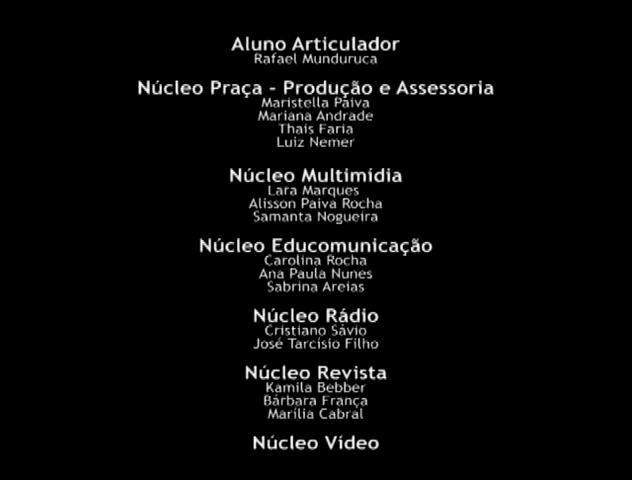 Aluno Articulador
Rafael Munduruca
Núcleo Praça - Produção e Assessoria
Maristella Paiva
Mariana Andrade
Thais Faria
Luiz Nemer
Núcleo Multimídia
Lara Marques
Alisson Paiva Rocha
Samanta Nogueira
Núcleo Educomunicação
Carolina Rocha
Ana Paula Nunes
Sabrina Areias
Núcleo Rádio
Cristiano Sávio
José Tarcísio Filho
Núcleo Revista
Kamila Bebber
Bárbara França
Marília Cabral
Núcleo Vídeo